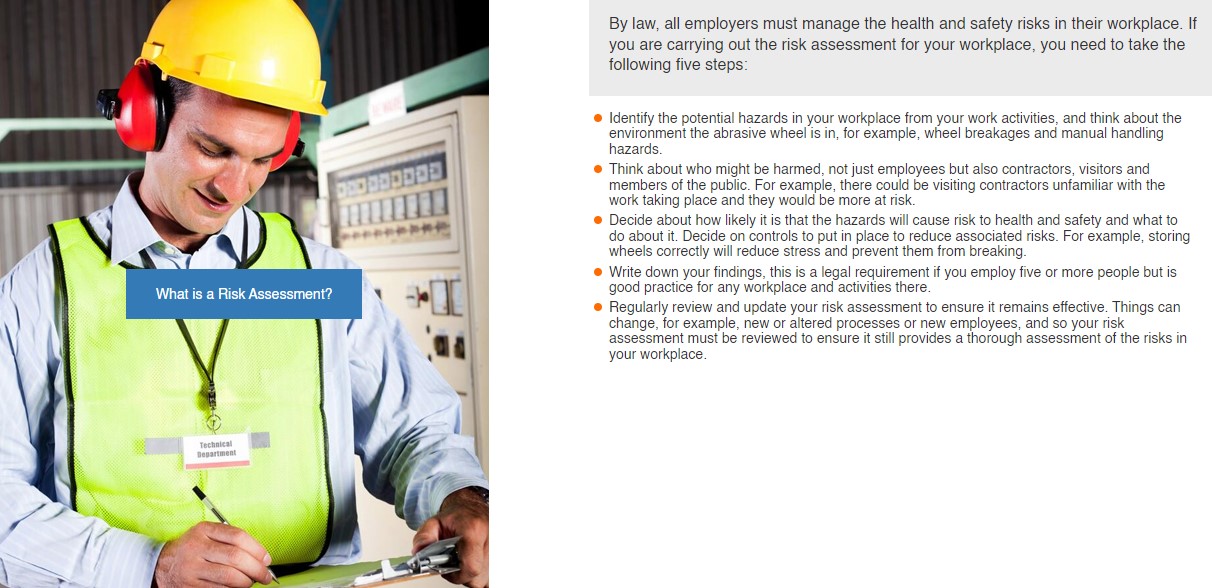 By law, all employers must manage the health and safety risks in their workplace. If
you are carrying out the risk assessment for your workplace, you need to take the
following five steps:
Identify the potential hazards in your workplace from your work activities, and think about the
environment the abrasive wheel is in, for example, wheel breakages and manual handling
hazards.
Think about who might be harmed, not just employees but also contractors, visitors and
members of the public. For example, there could be visiting contractors unfamiliar with the
work taking place and they would be more at risk.
Decide about how likely it is that the hazards will cause risk to health and safety and what to
do about it. Decide on controls to put in place to reduce associated risks. For example, storing
wheels correctly will reduce stress and prevent them from breaking.
Write down your findings, this is a legal requirement if you employ five or more people but is
good practice for any workplace and activities there.
Regularly review and update your risk assessment to ensure it remains effective. Things can
change, for example, new or altered processes or new employees, and so your risk
assessment must be reviewed to ensure it still provides a thorough assessment of the risks in
your workplace.
What is a Risk Assessment?
Technical
Department